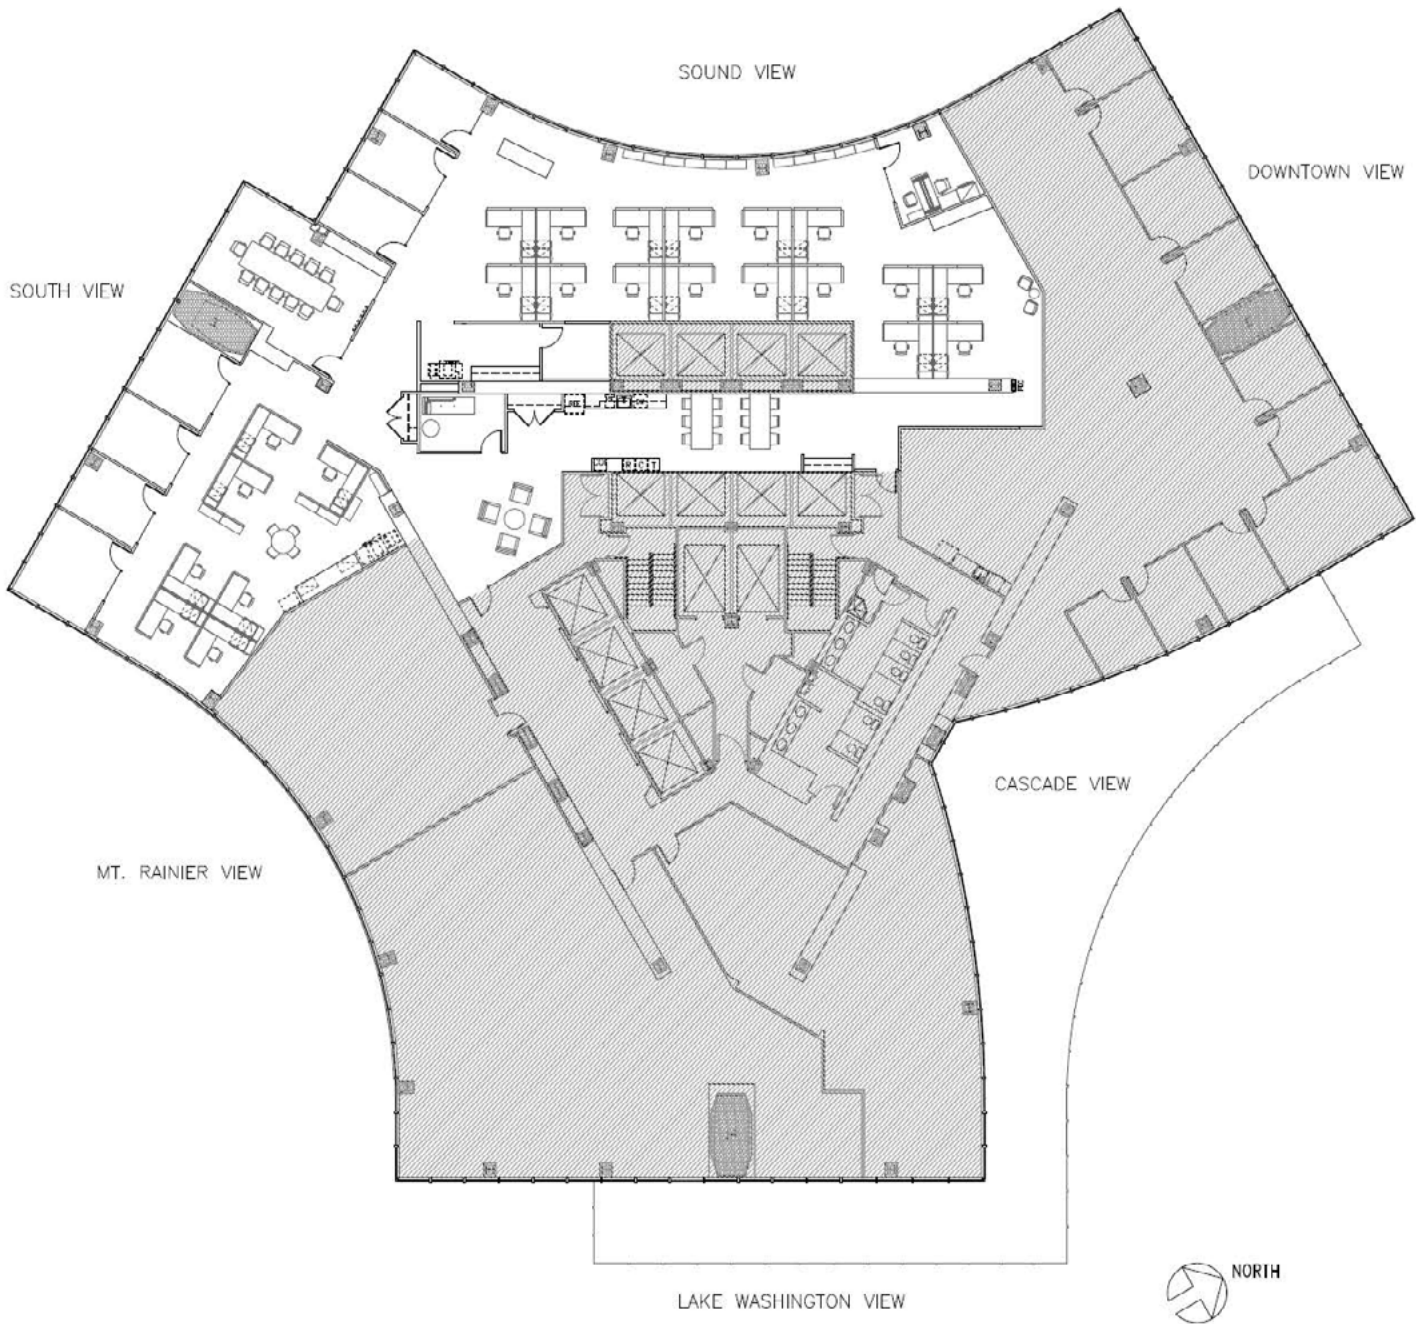 SOUND VIEW
DOWNTOWN VIEW
SOUTH VIEW
R C T
CASCADE VIEW
MT. RAINIER VIEW
NORTH
LAKE WASHINGTON VIEW